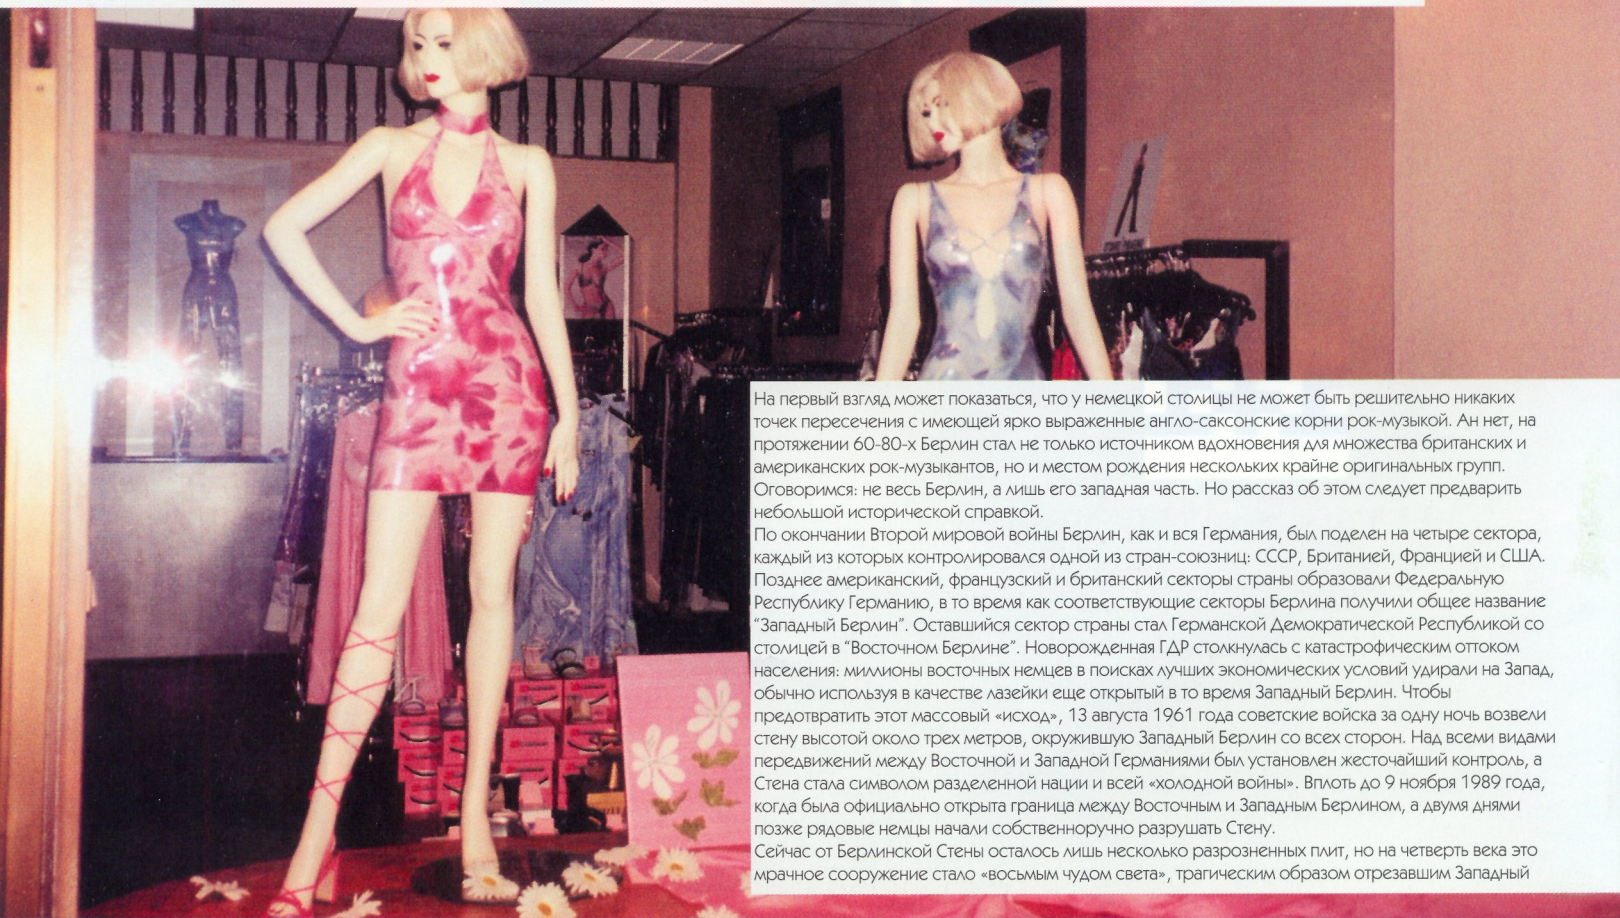 На первый взгляд может показаться, что у немецкой столицы не может быть решительно никаких
точек пересечения с имеющей ярко выраженные англо-саксонские корни рок-музыкой. Ан нет, на
протяжении 60-80-х Берлин стал не только источником вдохновения для множества британских и
американских рок-музыкантов, но и местом рождения нескольких крайне оригинальных групп.
Оговоримся: не весь Берлин, а лишь его западная часть. Но рассказ об этом следует предварить
небольшой исторической справкой.
По окончании Второй мировой войны Берлин, как и вся Германия, был поделен на четыре сектора,
каждый из которых контролировался одной из стран-союзниц: СССР, Британией, Францией и США.
Позднее американский, французский и британский секторы страны образовали Федеральную
Республику Германию, в то время как соответствующие секторы Берлина получили общее название
“Западный Берлин”. Оставшийся сектор страны стал Германской Демократической Республикой со
столицей в “Восточном Берлине”. Новорожденная ГДР столкнулась с катастрофическим оттоком
населения: миллионы восточных немцев в поисках лучших экономических условий удирали на Запад,
обычно используя в качестве лазейки еще открытый в то время Западный Берлин. Чтобы
предотвратить этот массовый «исход», 13 августа 1961 года советские войска за одну ночь возвели
стену высотой около трех метров, окружившую Западный Берлин со всех сторон. Над всеми видами
передвижений между Восточной и Западной Германиями был установлен жесточайший контроль, а
Стена стала символом разделенной нации и всей «холодной войны». Вплоть до 9 ноября 1989 года,
когда была официально открыта граница между Восточным и Западным Берлином, а двумя днями
позже рядовые немцы начали собственноручно разрушать Стену.
Сейчас от Берлинской Стены осталось лишь несколько разрозненных плит, но на четверть века это
мрачное сооружение стало «восьмым чудом света», трагическим образом отрезавшим Западный